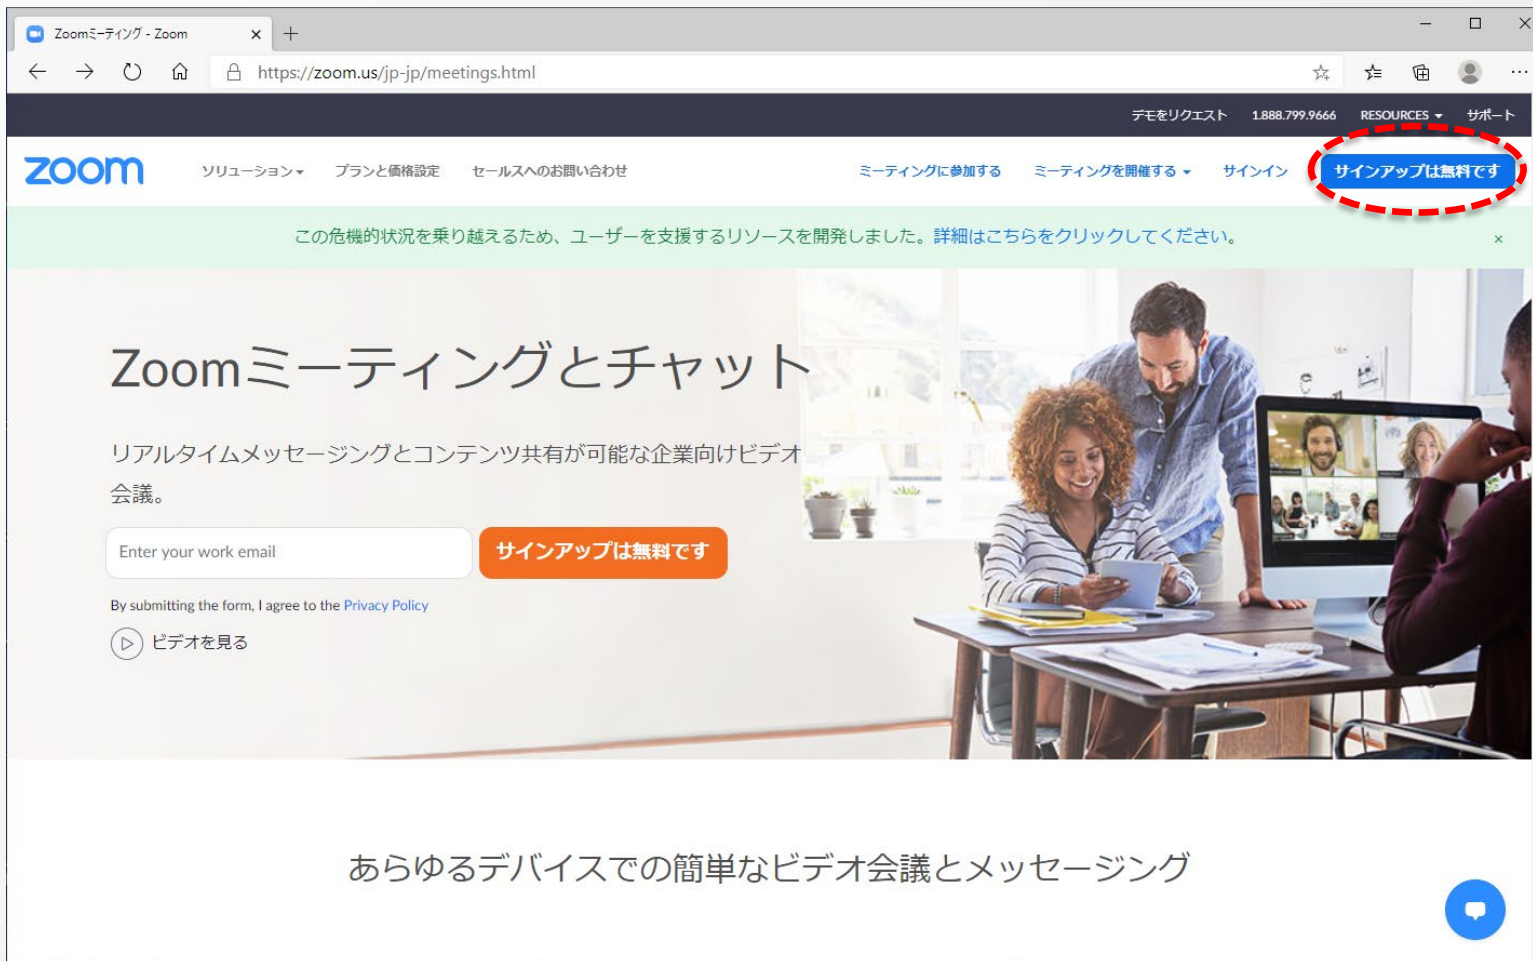 Zoomミーティング - Zoom
https://zoom.us/jp-jp/meetings.html
デモをリクエスト 1.888.799.9666 RESOURCES サポート
zoom ソリューション プランと価格設定 セールスへのお問い合わせ ミーティングに参加する ミーティングを開催する サインイン サインアップは無料です
この危機的状況を乗り越えるため、ユーザーを支援するリソースを開発しました。詳細はこちらをクリックしてください。
Zoomミーティングとチャット
リアルタイムメッセージングとコンテンツ共有が可能な企業向けビデオ
会議。
Enter your work email サインアップは無料です
By submitting the form, I agree to the Privacy Policy
ビデオを見る
あらゆるデバイスでの簡単なビデオ会議とメッセージング